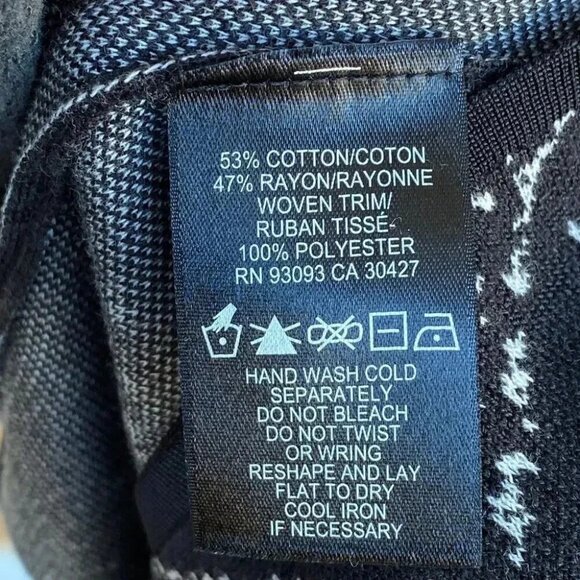 53% COTTON/COTON
47% RAYON/RAYONNE
WOVEN TRIM/
RUBAN TISSÉ-
100% POLYESTER
RN 93093 CA 30427
HAND WASH COLD
SEPARATELY
DO NOT BLEACH
DO NOT TWIST
OR WRING
RESHAPE AND LAY
FLAT TO DRY
COOL IRON
IF NECESSARY